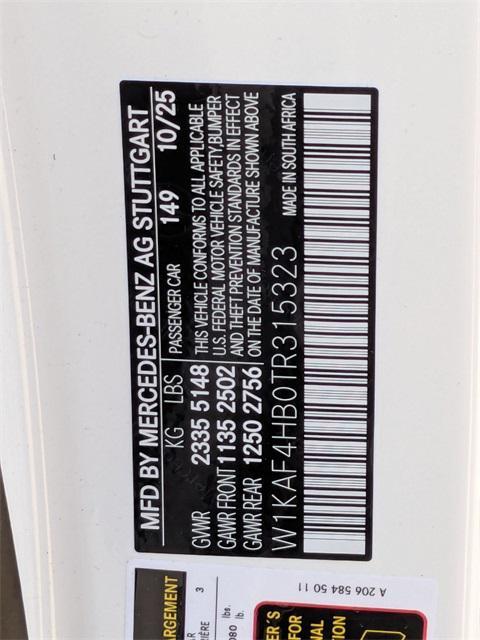 MFD BY MERCEDES-BENZ AG STUTTGART
KG LBS PASSENGER CAR 149 10/25
GVWR 2335 5148
GAWR FRONT 1135 2502
GAWR REAR 1250 2756
THIS VEHICLE CONFORMS TO ALL APPLICABLE
U.S. FEDERAL MOTOR VEHICLE SAFETY, BUMPER
AND THEFT PREVENTION STANDARDS IN EFFECT
ON THE DATE OF MANUFACTURE SHOWN ABOVE
W1KAF4HB0TR315323 MADE IN SOUTH AFRICA
A 206 584 50 11
3
lbs.
lb.